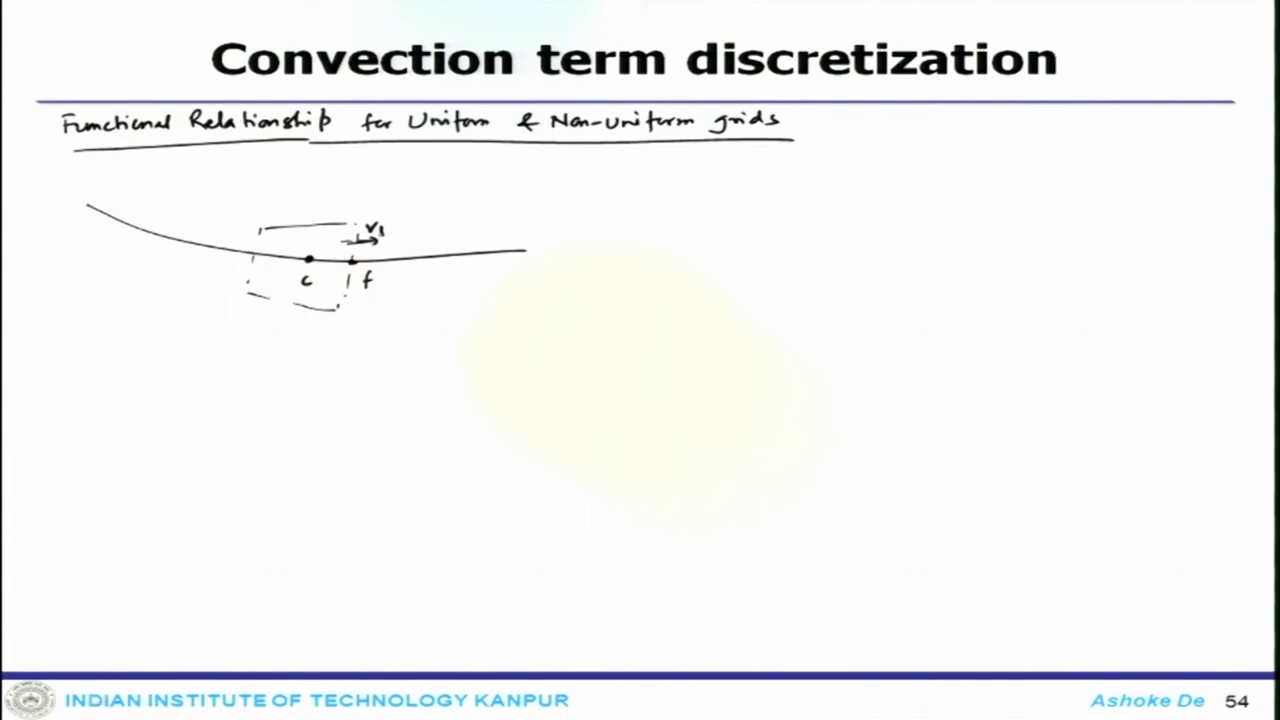 Convection term discretization
Functional Relationship for Uniform & Non-uniform grids
c f
INDIAN INSTITUTE OF TECHNOLOGY KANPUR
Ashoke De 54